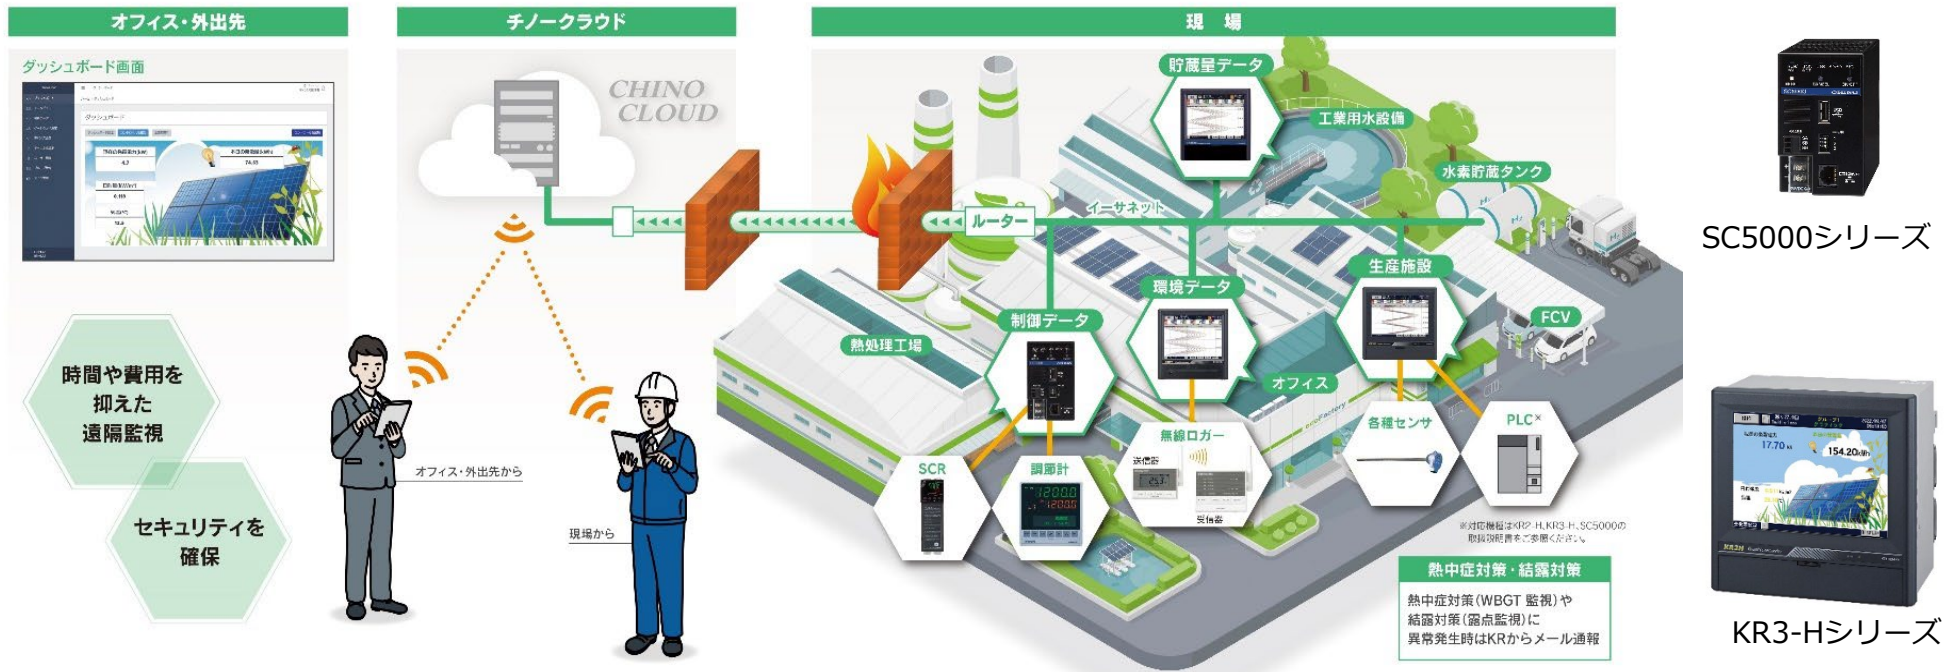 オフィス・外出先
チノークラウド
現 場
ダッシュボード画面
ダッシュボード
CHINO
CLOUD
貯蔵量データ
工業用水設備
水素貯蔵タンク
イーサネット
ルーター
生産施設
環境データ
制御データ
熱処理工場
FCV
オフィス
SC5000シリーズ
時間や費用を
抑えた
遠隔監視
セキュリティを
確保
オフィス・外出先から
現場から
SCR
調節計
無線ロガー
送信器
受信器
各種センサ
PLC※
※対応機種はKR2-H、KR3-H、SC5000の
取扱説明書をご参照ください。
熱中症対策・結露対策
熱中症対策(WBGT 監視)や
結露対策(露点監視)に
異常発生時はKRからメール通報
17.70
154.20kWh
KR3-Hシリーズ